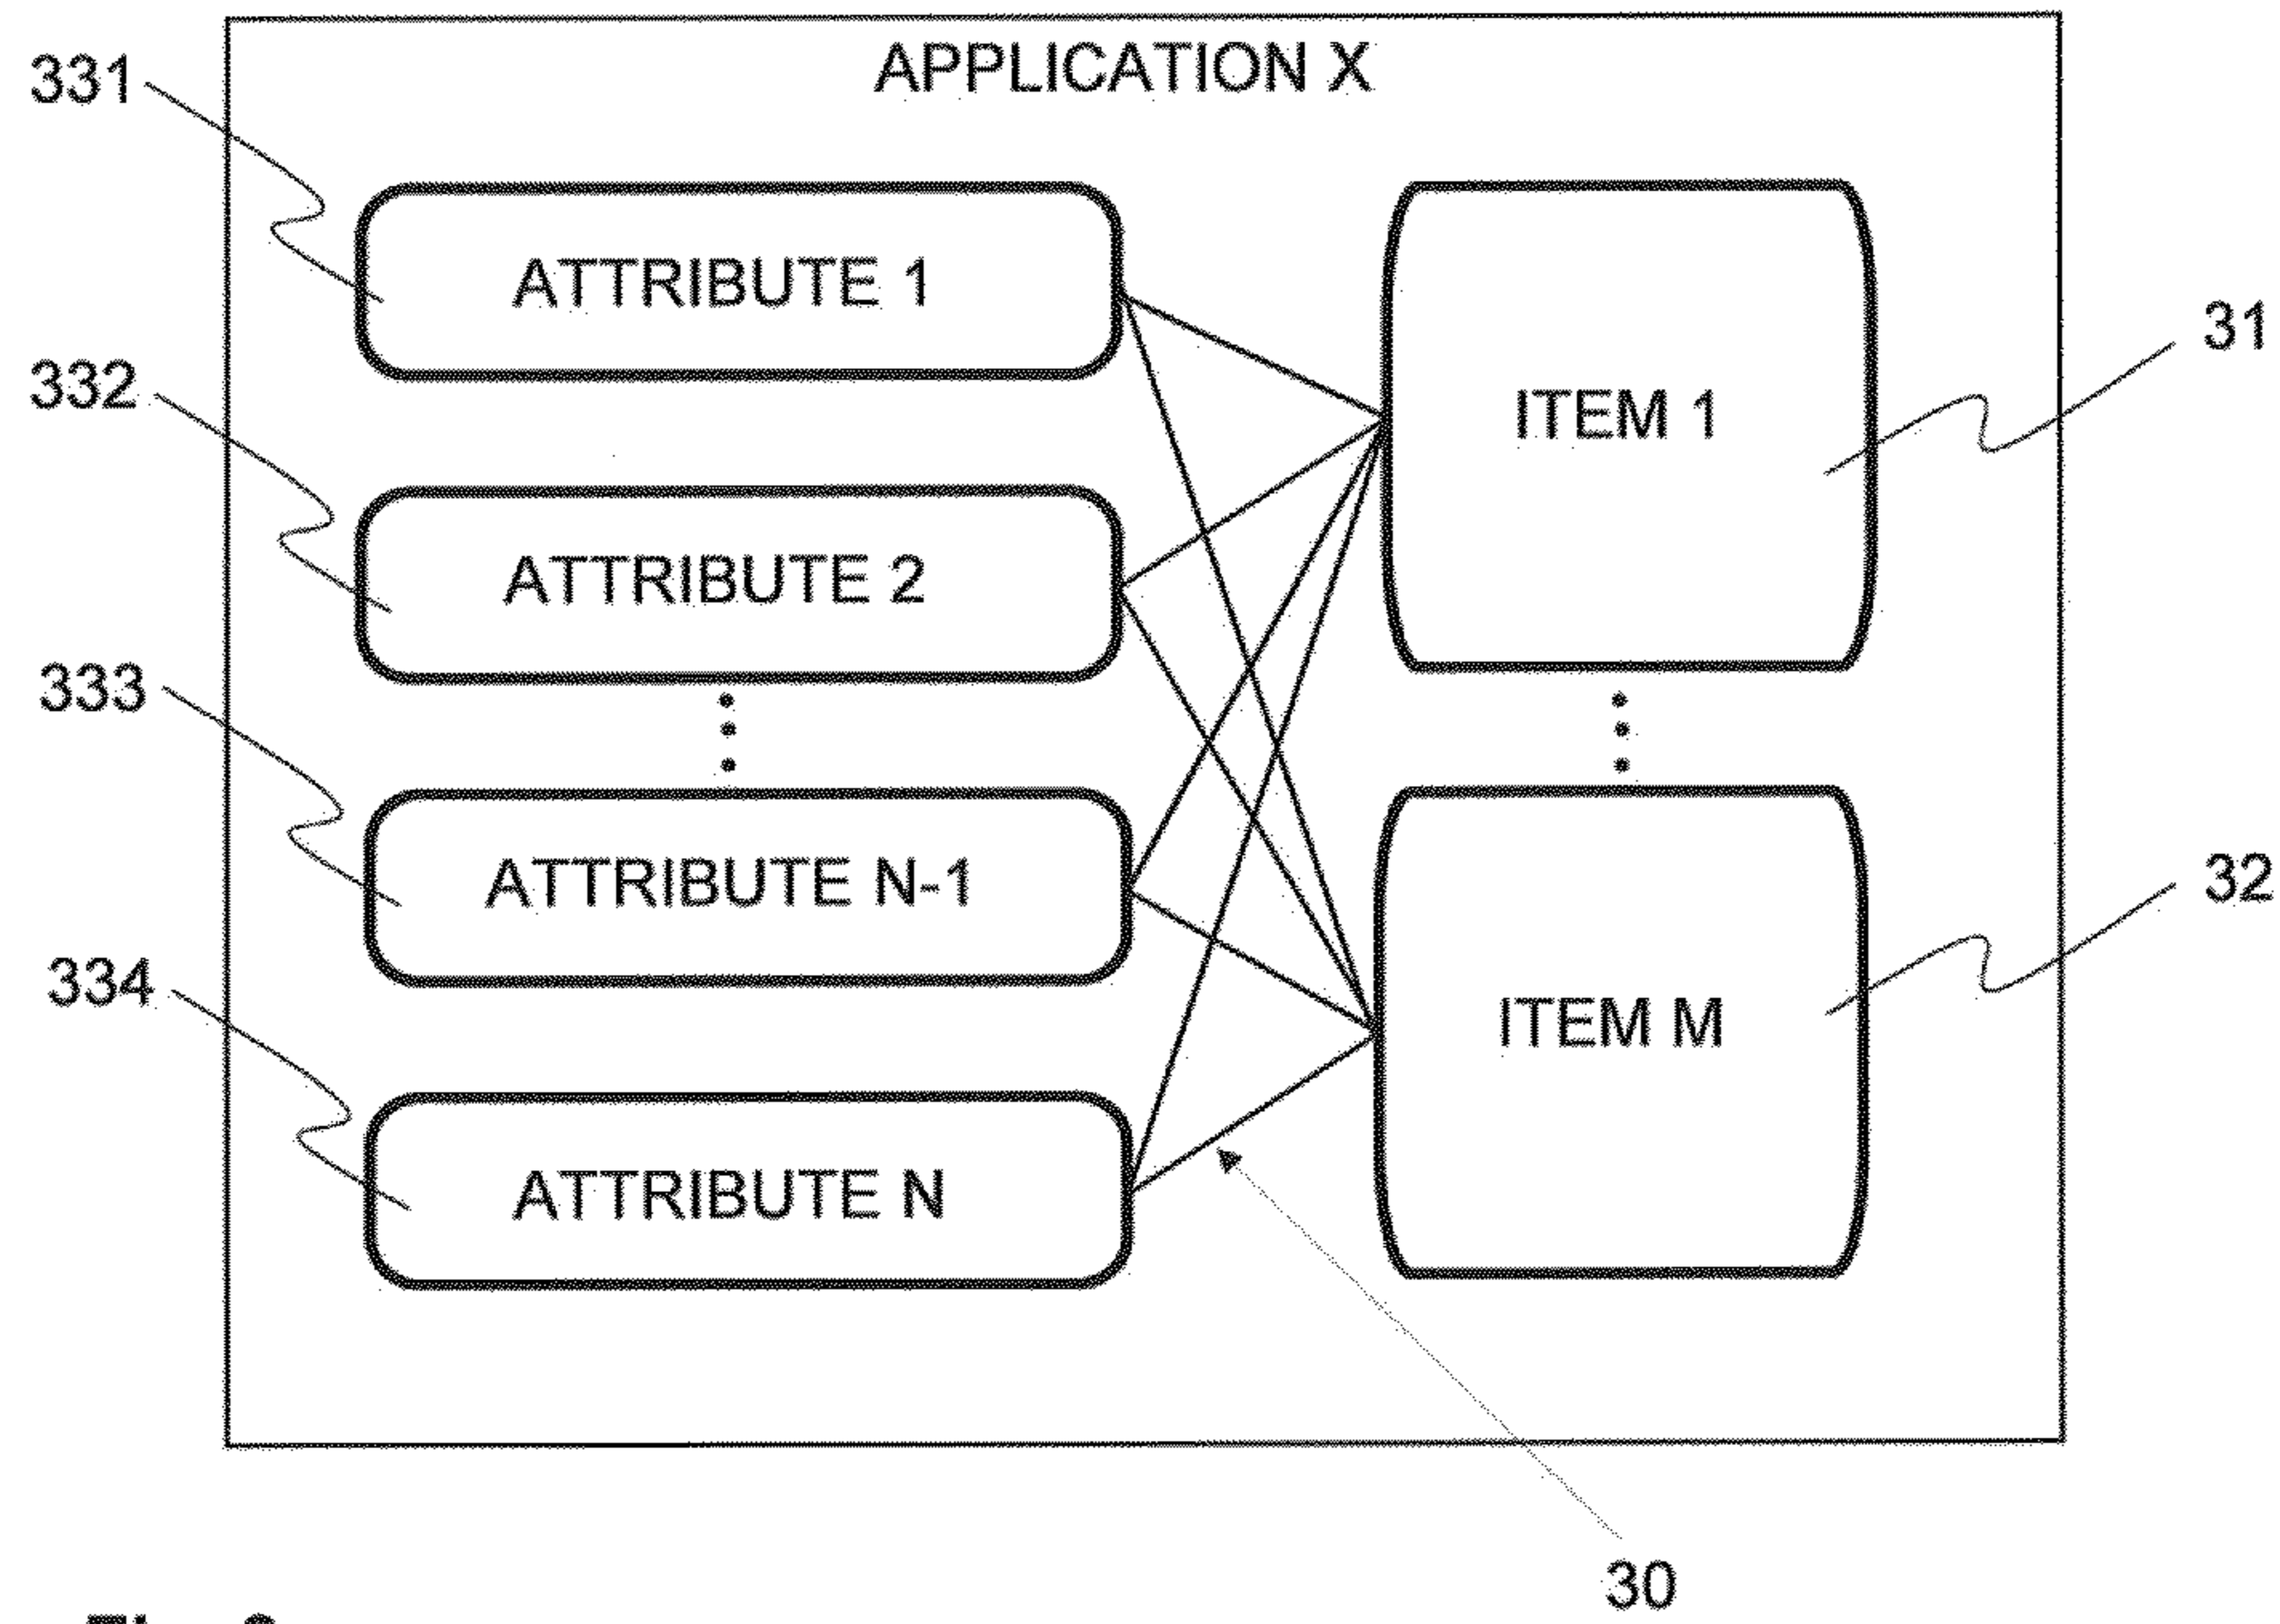 APPLICATION X
331
ATTRIBUTE 1
31
ITEM 1
332
ATTRIBUTE 2
333
ATTRIBUTE N-1
32
334
ITEM M
ATTRIBUTE N
30